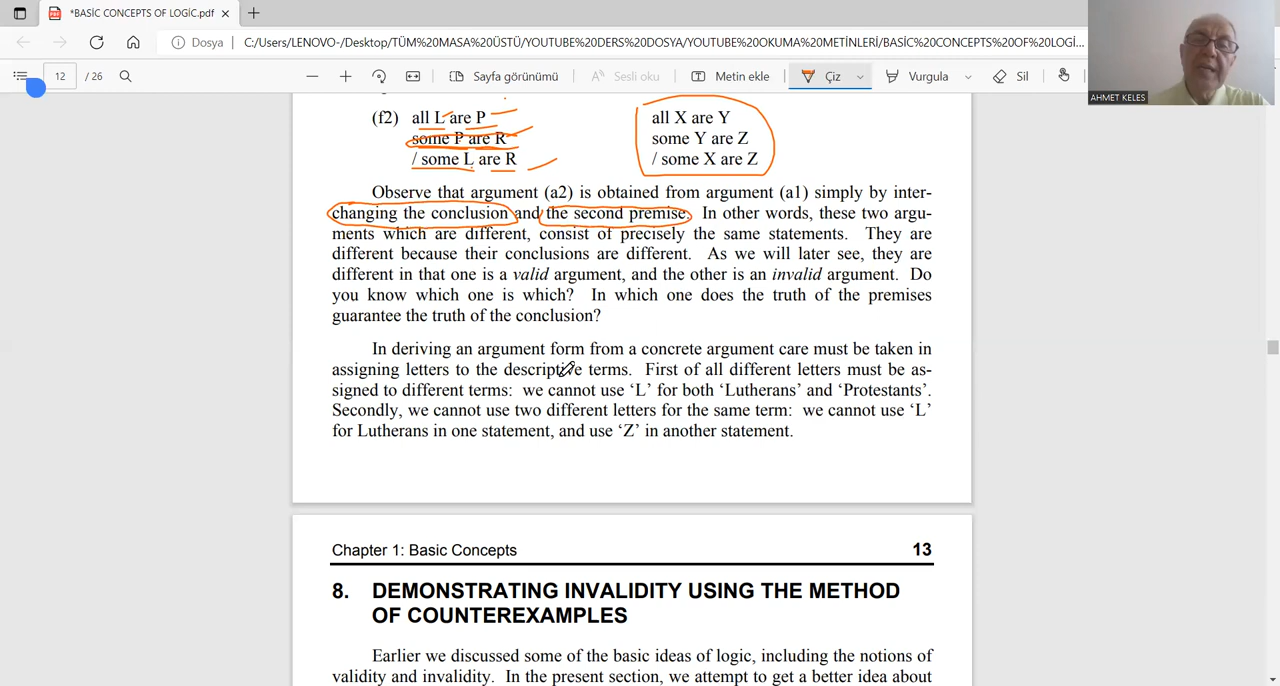 *BASİC CONCEPTS OF LOGİC.pdf
Dosya
C:/Users/LENOVO-/Desktop/TÜM%20MASA%20ÜSTÜ/YOUTUBE%20DERS%20DOSYA/YOUTUBE%20OKUMA%20METİNLERİ/BASİC%20CONCEPTS%20OF%20LOGİ...
12 / 26
Sayfa görünümü
Sesli oku
Metin ekle
Çiz
Vurgula
Sil
AHMET KELES
(f2) all L are P
some P are R
/ some L are R
all X are Y
some Y are Z
/ some X are Z
Observe that argument (a2) is obtained from argument (a1) simply by inter-
changing the conclusion and the second premise. In other words, these two argu-
ments which are different, consist of precisely the same statements. They are
different because their conclusions are different. As we will later see, they are
different in that one is a valid argument, and the other is an invalid argument. Do
you know which one is which? In which one does the truth of the premises
guarantee the truth of the conclusion?
In deriving an argument form from a concrete argument care must be taken in
assigning letters to the descriptive terms. First of all different letters must be as-
signed to different terms: we cannot use ‘L’ for both ‘Lutherans’ and ‘Protestants’.
Secondly, we cannot use two different letters for the same term: we cannot use ‘L’
for Lutherans in one statement, and use ‘Z’ in another statement.
Chapter 1: Basic Concepts 13
8. DEMONSTRATING INVALIDITY USING THE METHOD
OF COUNTEREXAMPLES
Earlier we discussed some of the basic ideas of logic, including the notions of
validity and invalidity. In the present section, we attempt to get a better idea about